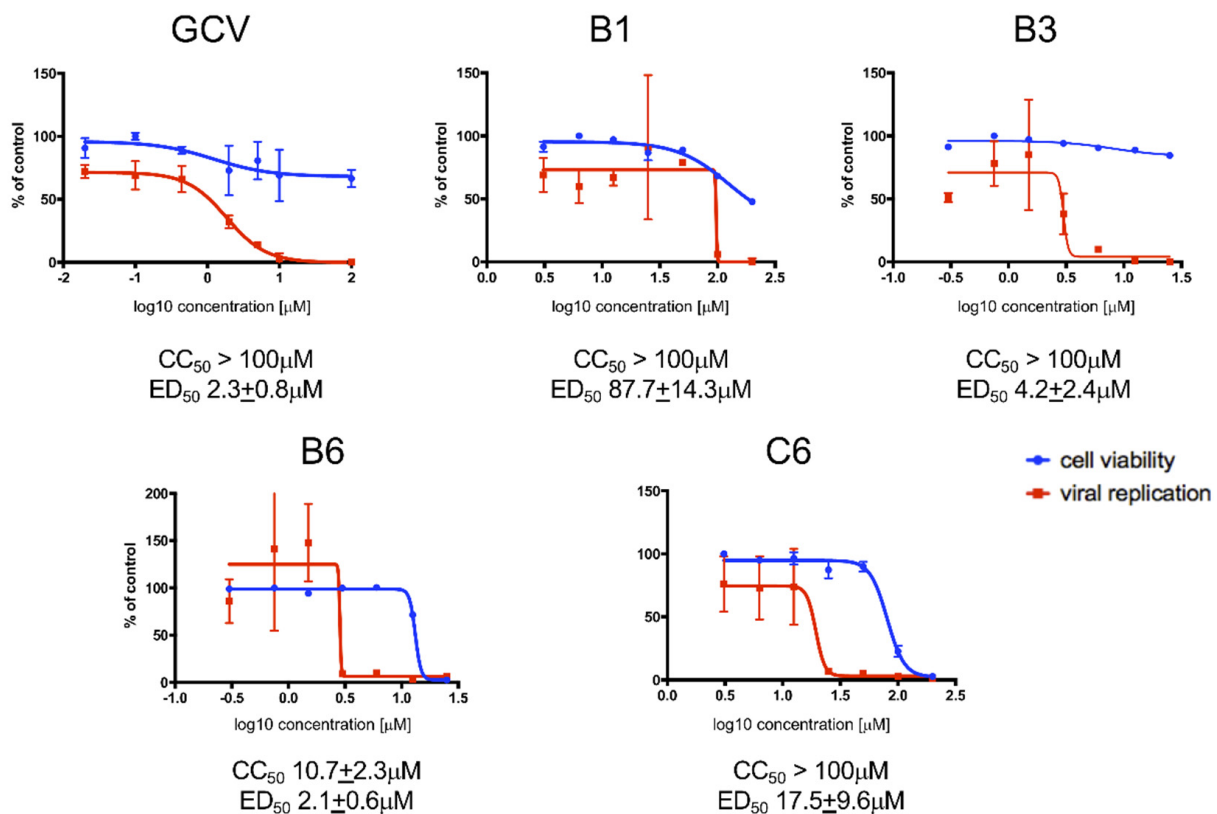 GCV
B1
B3
150
100
50
0
% of control
-2
-1
0
1
2
log10 concentration [μM]
150
100
50
0
% of control
0.0
0.5
1.0
1.5
2.0
2.5
log10 concentration [μM]
150
100
50
0
% of control
-1.0
-0.5
0.0
0.5
1.0
1.5
log10 concentration [μM]
CC50 > 100μM
ED50 2.3±0.8μM
CC50 > 100μM
ED50 87.7±14.3μM
CC50 > 100μM
ED50 4.2±2.4μM
B6
C6
200
150
100
50
0
% of control
-1.0
-0.5
0.0
0.5
1.0
1.5
log10 concentration [μM]
150
100
50
0
% of control
0.0
0.5
1.0
1.5
2.0
2.5
log10 concentration [μM]
cell viability
viral replication
CC50 10.7±2.3μM
ED50 2.1±0.6μM
CC50 > 100μM
ED50 17.5±9.6μM